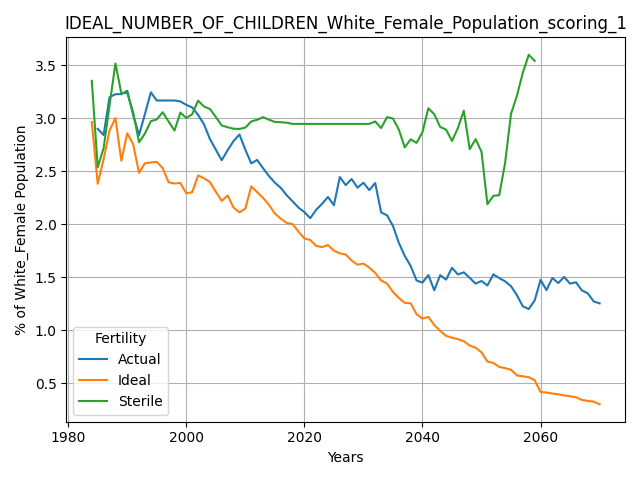 IDEAL_NUMBER_OF_CHILDREN_White_Female_Population_scoring_1
3.5
3.0
2.5
2.0
1.5
1.0
0.5
% of White_Female Population
Fertility
Actual
Ideal
Sterile
1980 2000 2020 2040 2060
Years